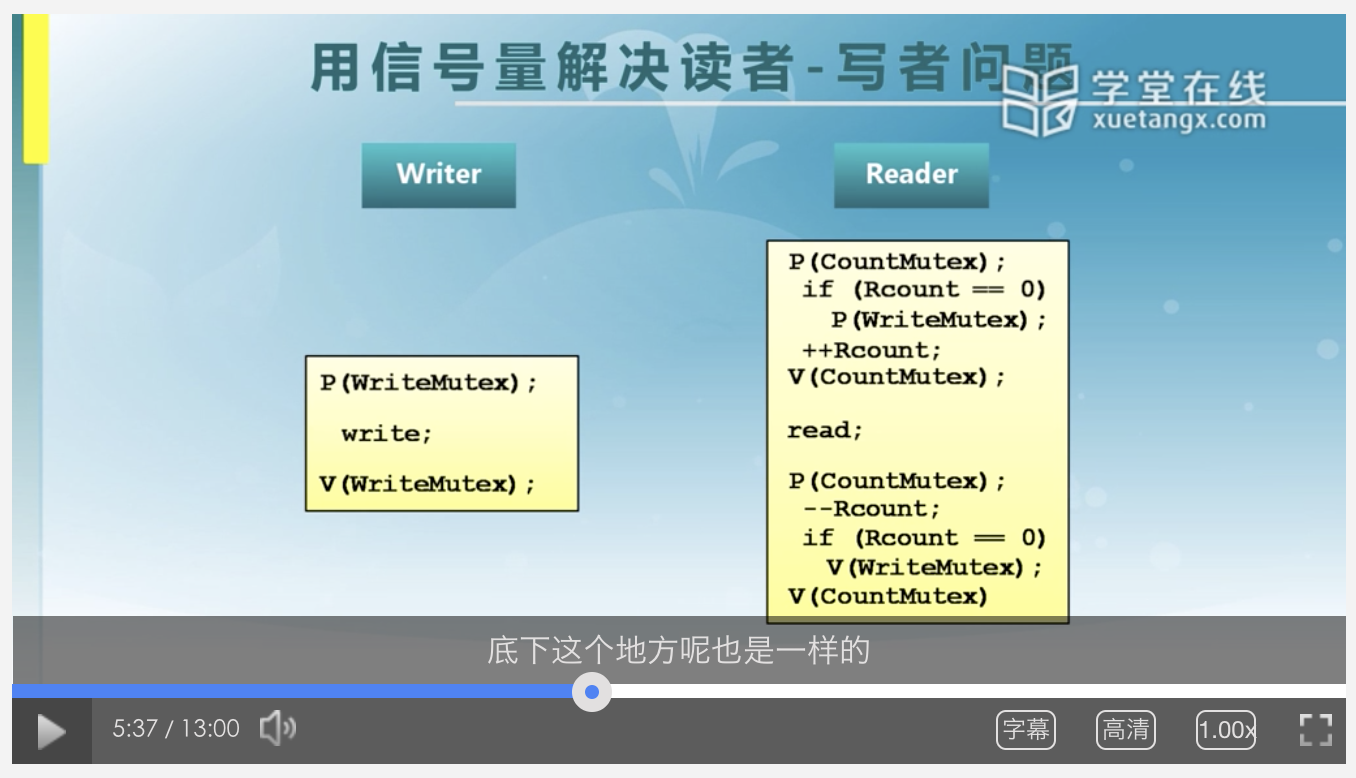 用信号量解决读者-写者问题
学堂在线
xuetangx.com
Writer
Reader
P(WriteMutex);
write;
V(WriteMutex);
P(CountMutex);
if (Rcount == 0)
P(WriteMutex);
++Rcount;
V(CountMutex);
read;
P(CountMutex);
--Rcount;
if (Rcount == 0)
V(WriteMutex);
V(CountMutex)
底下这个地方呢也是一样的
5:37 / 13:00
字幕
高清
1.00x